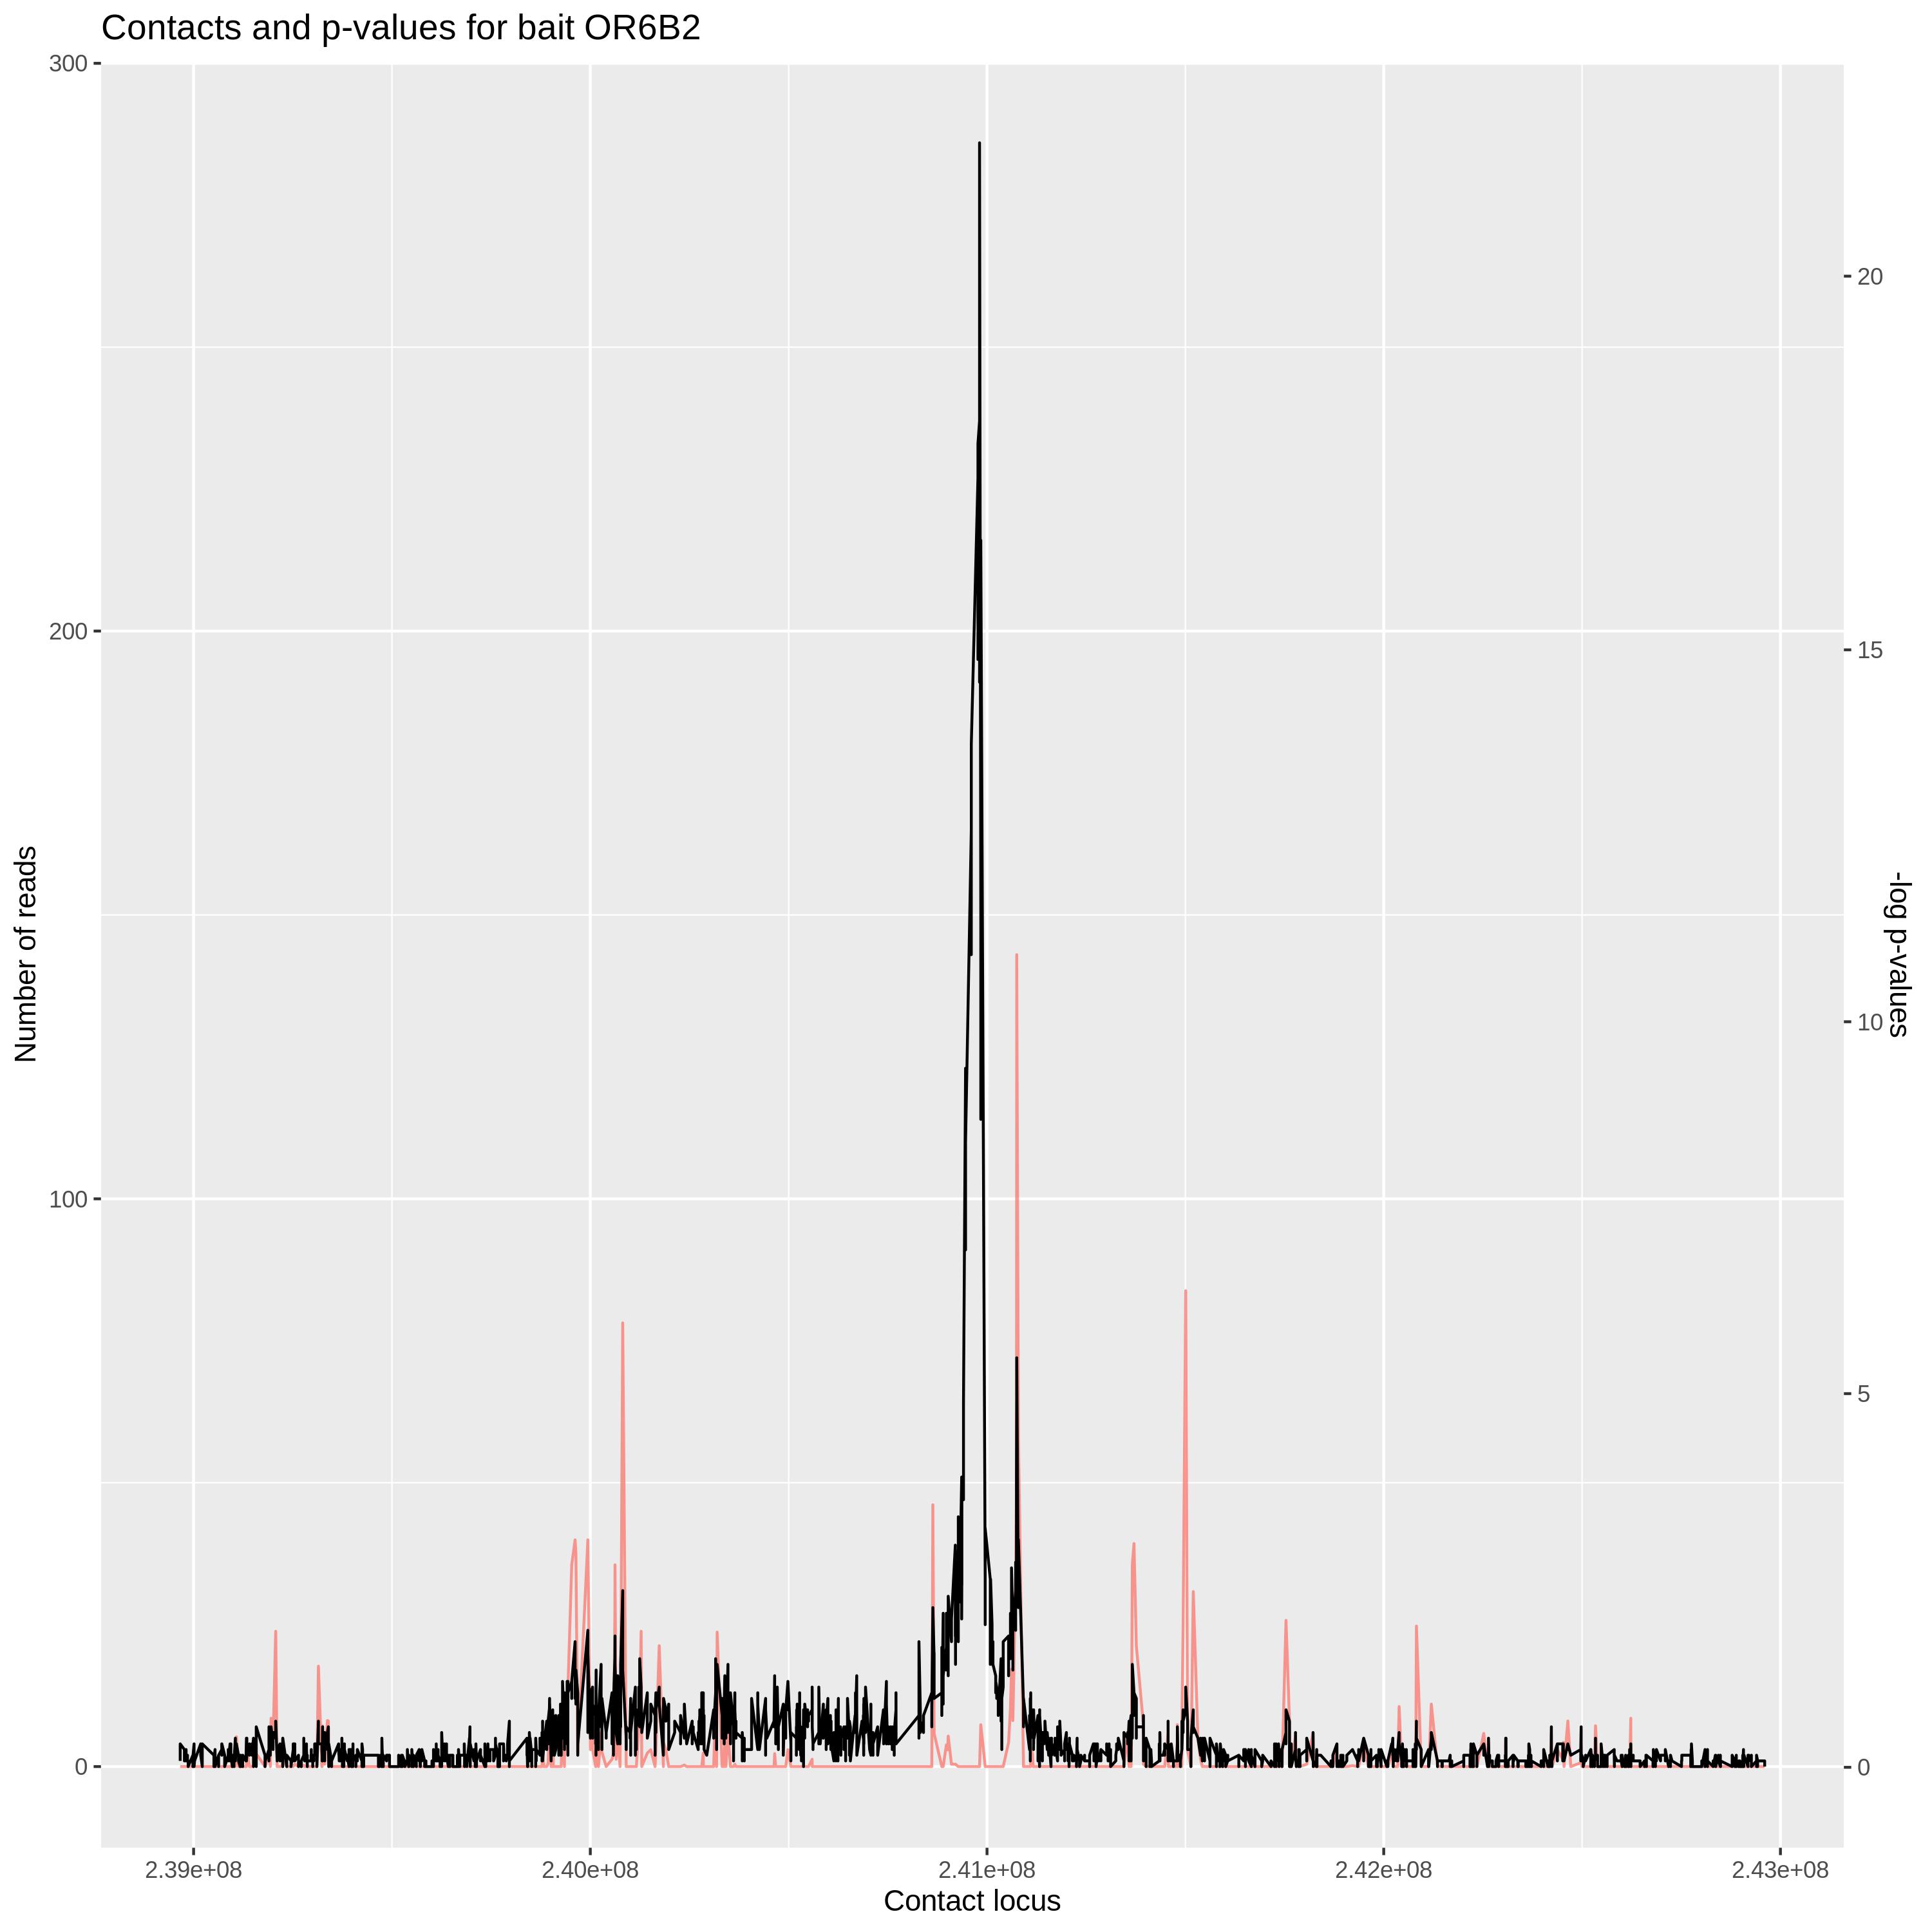 Contacts and p-values for bait OR6B2
300
200
100
0
Number of reads
20
15
10
5
0
-log p-values
2.39e+08 2.40e+08 2.41e+08 2.42e+08 2.43e+08
Contact locus